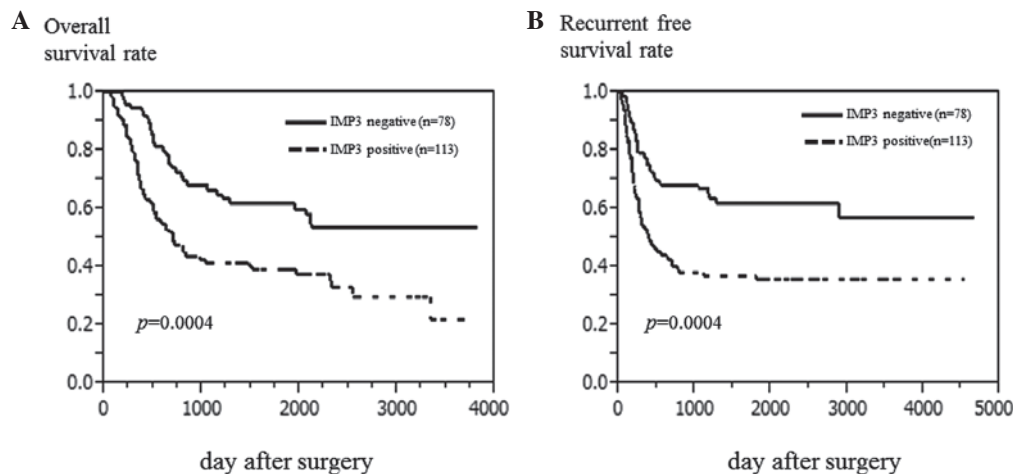 A Overall
survival rate
1.0
0.8
0.6
0.4
0.2
0.0
IMP3 negative (n=78)
IMP3 positive (n=113)
p=0.0004
0 1000 2000 3000 4000
day after surgery
B Recurrent free
survival rate
1.0
0.8
0.6
0.4
0.2
0.0
IMP3 negative (n=78)
IMP3 positive(n=113)
p=0.0004
0 1000 2000 3000 4000 5000
day after surgery